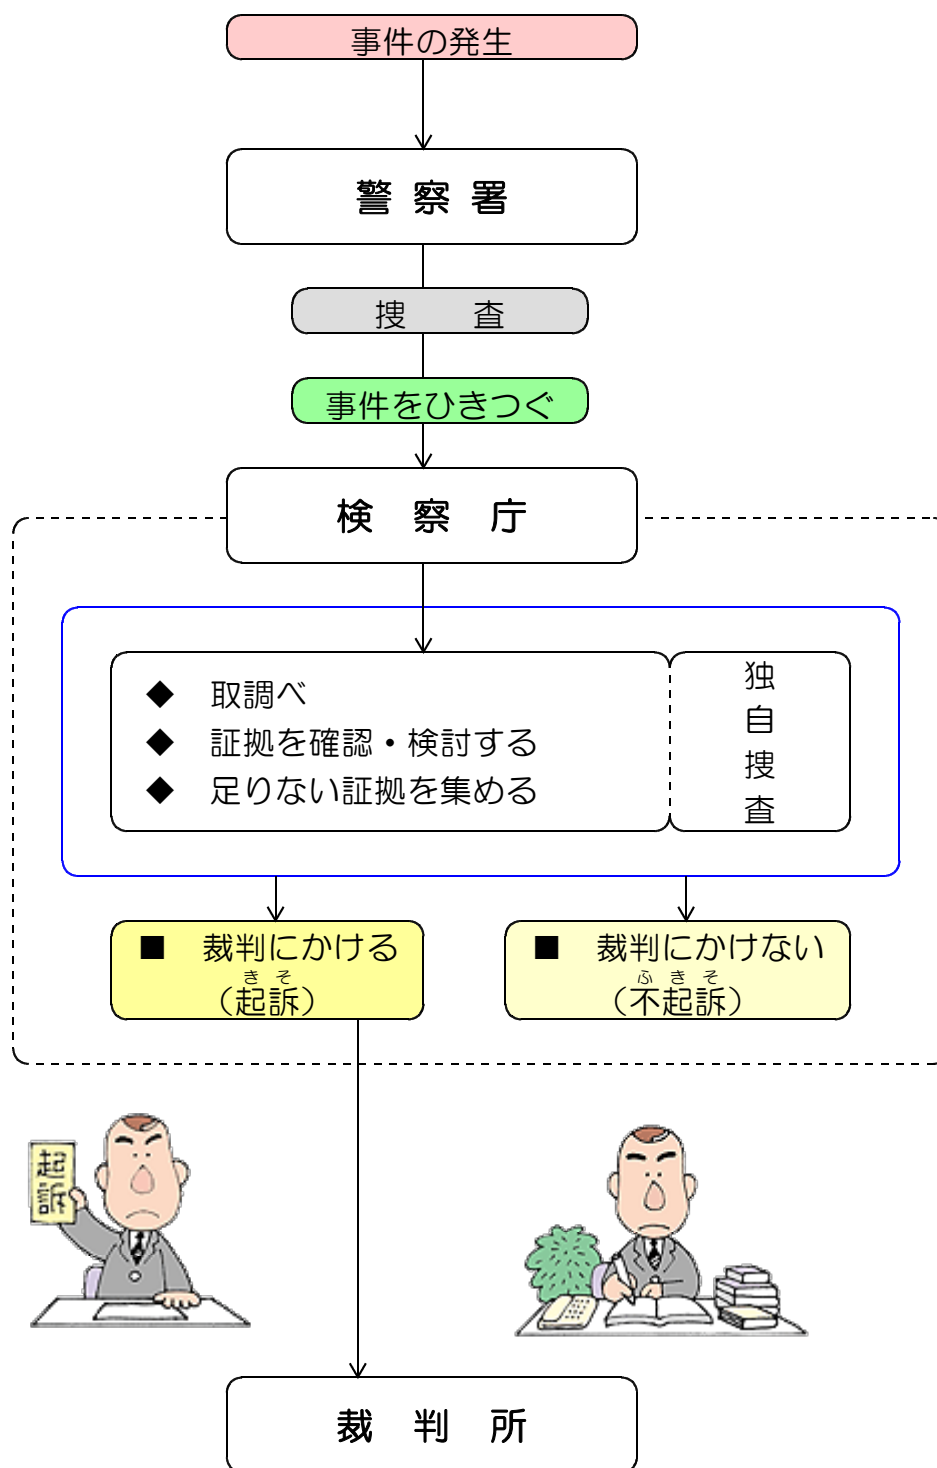 事件の発生
警 察 署
捜　　査
事件をひきつぐ
検　察　庁
◆　取調べ
◆　証拠を確認・検討する
◆　足りない証拠を集める
独
自
捜
査
■　裁判にかける
き そ
（起訴）
■　裁判にかけない
ふ き そ
（不起訴）
起訴
裁　判　所